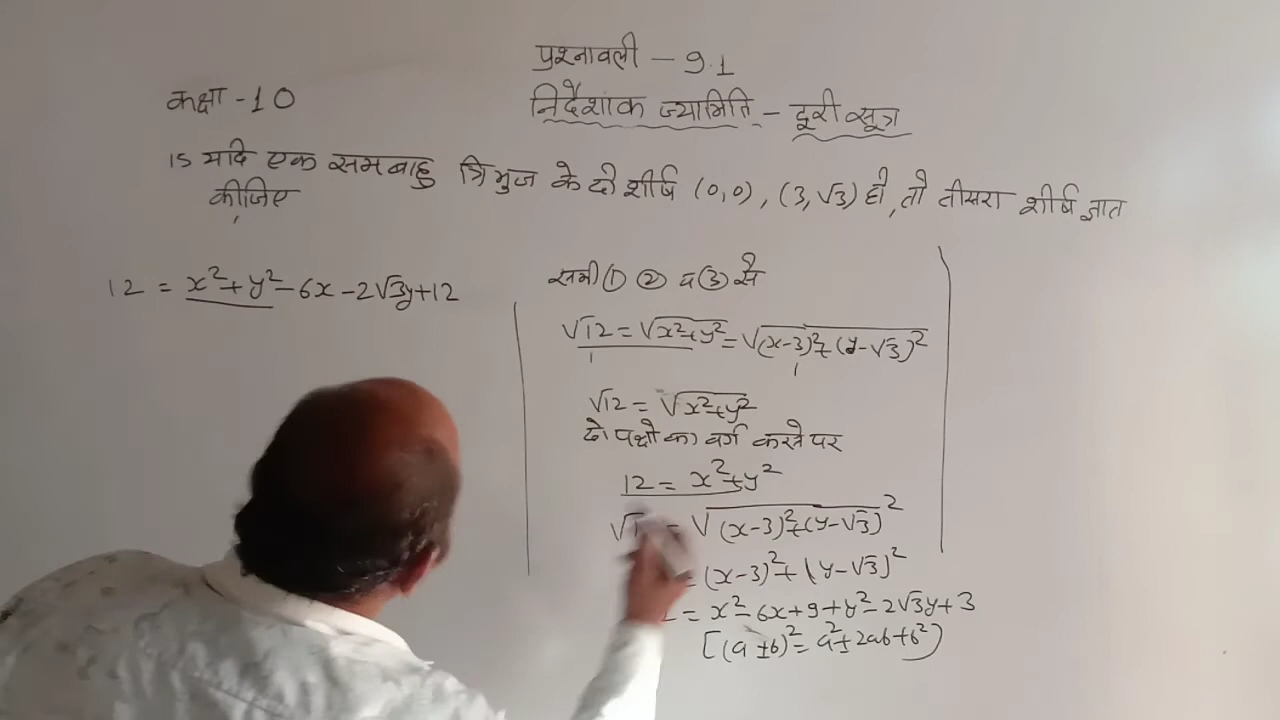 प्रश्नावली - 9.1
कक्षा - 10
निर्देशांक ज्यामिति - दूरी सूत्र
15 यदि एक समबाहु त्रिभुज के दो शीर्ष (0,0), (3,√3) हो, तो तीसरा शीर्ष ज्ञात
कीजिए
12 = x²+y²-6x-2√3y+12
समी ① ② व ③ से
√12 = √x²+y² = √(x-3)²+(y-√3)²
√12 = √x²+y²
दो पक्षो का वर्ग करने पर
12 = x²+y²
= √(x-3)²+(y-√3)²
= (x-3)²+(y-√3)²
= x²-6x+9+y²-2√3y+3
[(a±b)²=a²±2ab+b²)